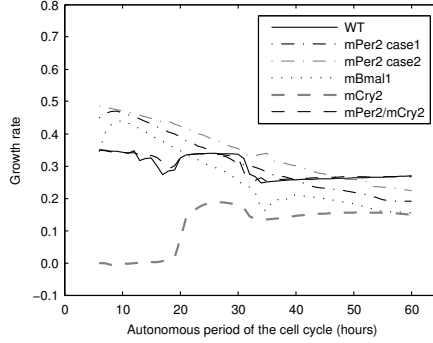 0.8
0.7
0.6
0.5
0.4
0.3
0.2
0.1
0.0
−0.1
Growth rate
WT
mPer2 case1
mPer2 case2
mBmal1
mCry2
mPer2/mCry2
0 10 20 30 40 50 60
Autonomous period of the cell cycle (hours)